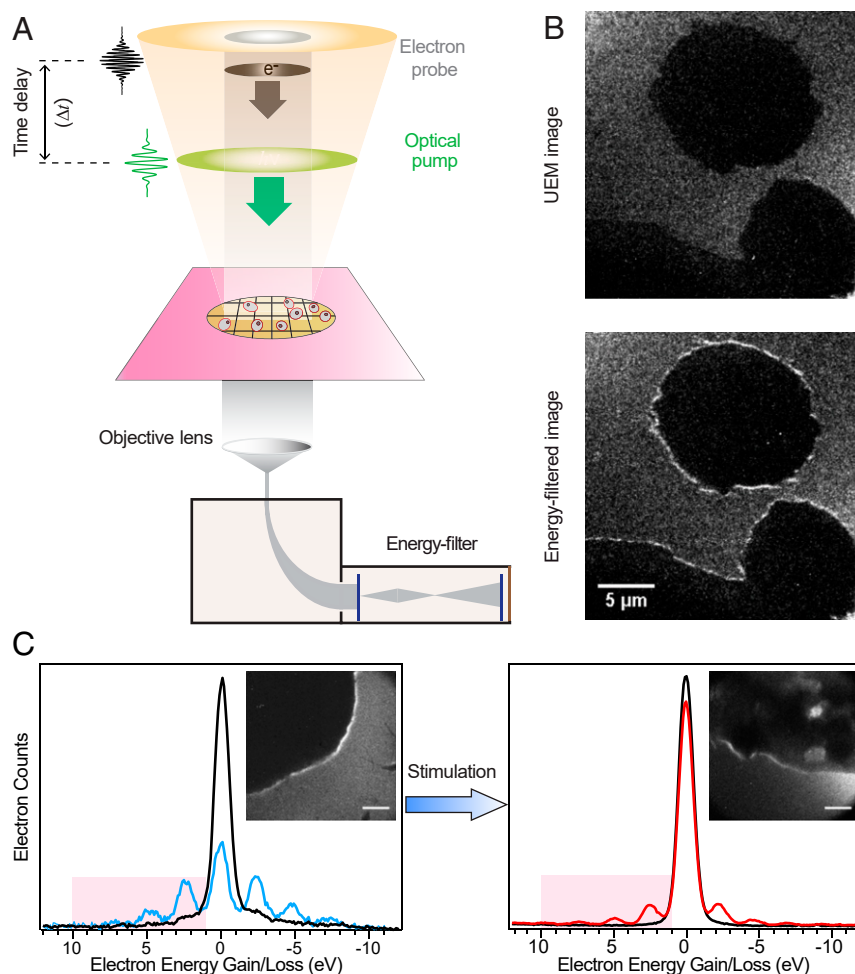 A
Time delay
(Δt)
e-
Electron
probe
Optical
pump
Objective lens
Energy-filter
B
UEM image
Energy-filtered image
5 µm
C
Electron Counts
10 5 0 -5 -10
Electron Energy Gain/Loss (eV)
Stimulation
10 5 0 -5 -10
Electron Energy Gain/Loss (eV)